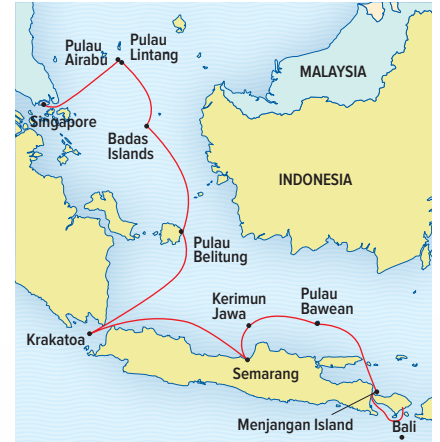 Pulau
Airabu
Pulau
Lintang
MALAYSIA
Singapore
Badas
Islands
INDONESIA
Pulau
Belitung
Kerimun
Jawa
Pulau
Bawean
Krakatoa
Semarang
Menjangan Island
Bali